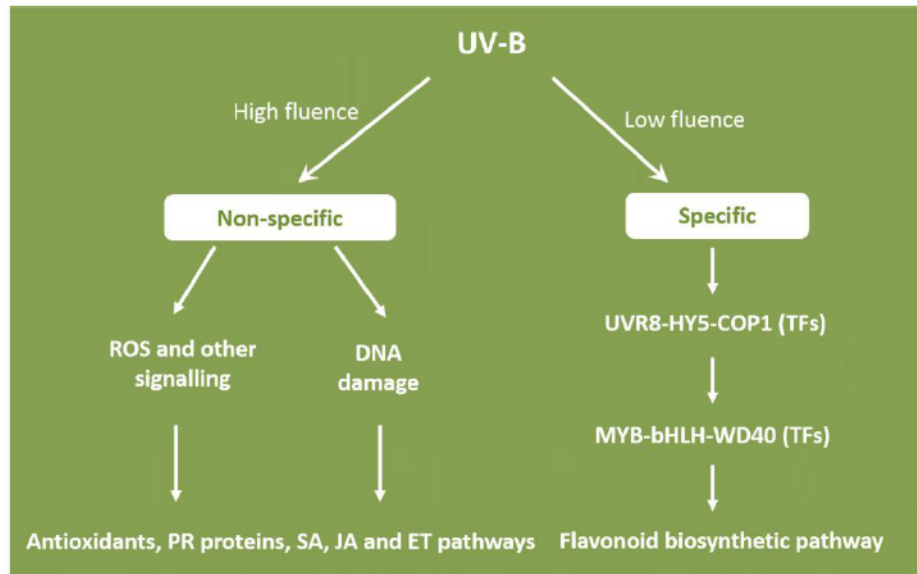 UV-B
High fluence
Low fluence
Non-specific
Specific
ROS and other
signalling
DNA
damage
UVR8-HY5-COP1 (TFs)
MYB-bHLH-WD40 (TFs)
Antioxidants, PR proteins, SA, JA and ET pathways
Flavonoid biosynthetic pathway